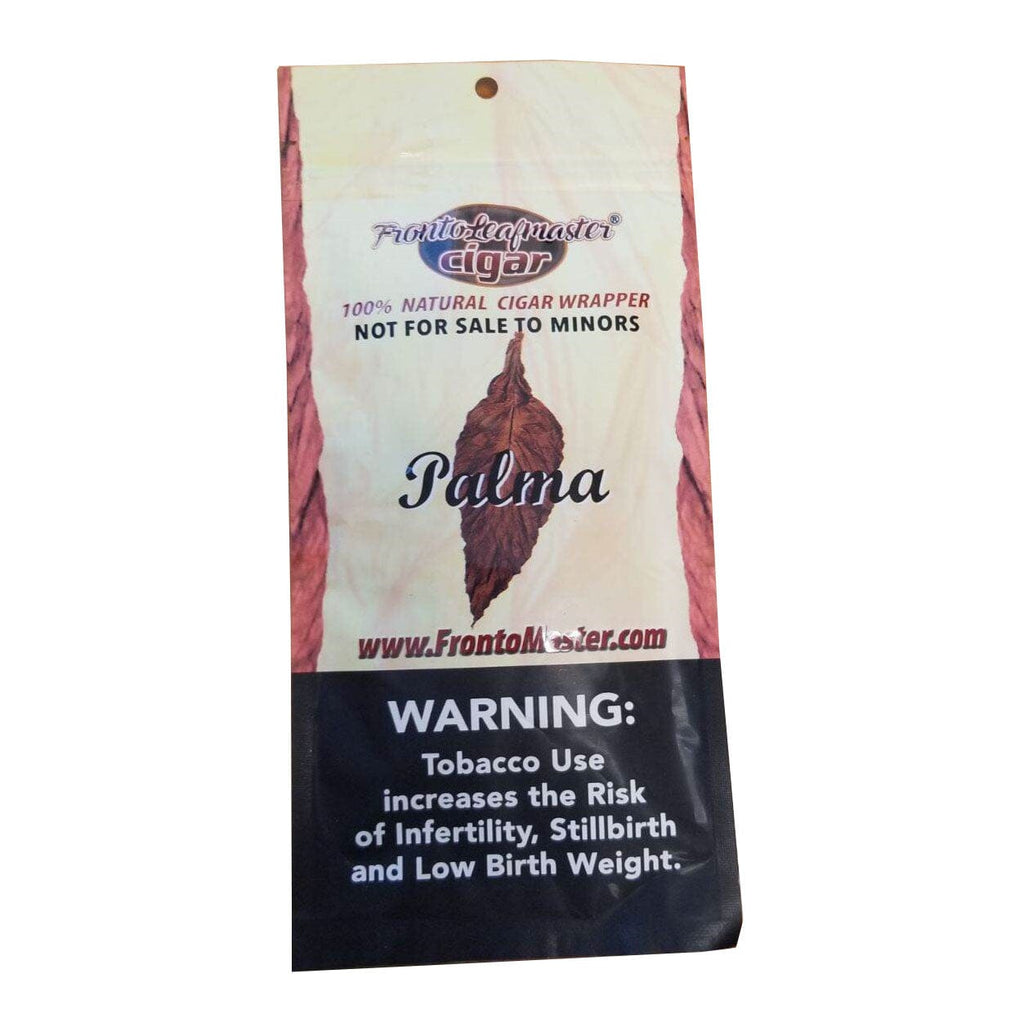 FrontoLeafmaster®
cigar
100% NATURAL CIGAR WRAPPER
NOT FOR SALE TO MINORS
Palma
www.FrontoMaster.com
WARNING:
Tobacco Use
increases the Risk
of Infertility, Stillbirth
and Low Birth Weight.